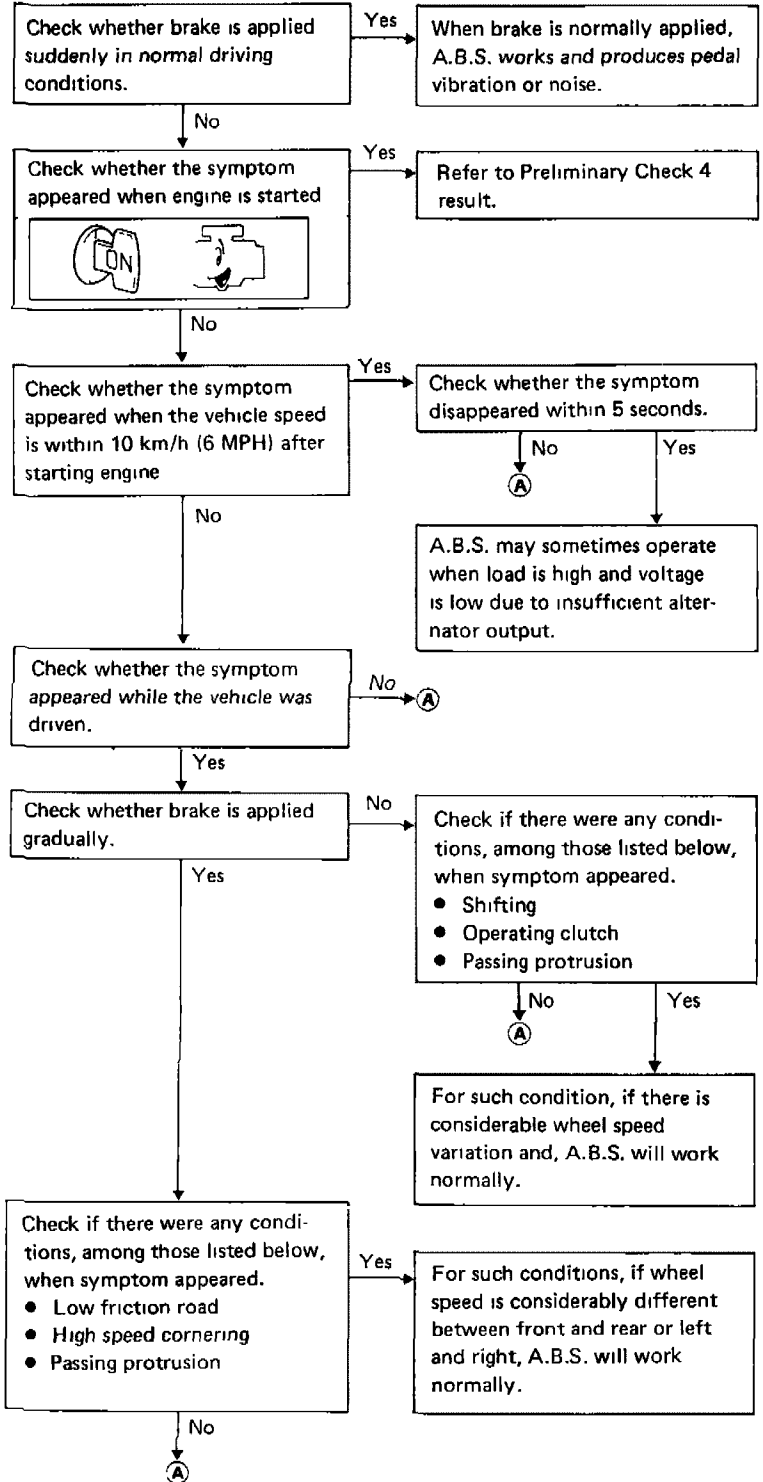 Check whether brake is applied
suddenly in normal driving
conditions.
Yes
When brake is normally applied,
A.B.S. works and produces pedal
vibration or noise.
No
Check whether the symptom
appeared when engine is started
ON
Yes
Refer to Preliminary Check 4
result.
No
Check whether the symptom
appeared when the vehicle speed
is within 10 km/h (6 MPH) after
starting engine
Yes
Check whether the symptom
disappeared within 5 seconds.
No
Yes
A
No
A.B.S. may sometimes operate
when load is high and voltage
is low due to insufficient alter-
nator output.
Check whether the symptom
appeared while the vehicle was
driven.
No
A
Yes
Check whether brake is applied
gradually.
No
Check if there were any condi-
tions, among those listed below,
when symptom appeared.
● Shifting
● Operating clutch
● Passing protrusion
Yes
No
Yes
A
For such condition, if there is
considerable wheel speed
variation and, A.B.S. will work
normally.
Check if there were any condi-
tions, among those listed below,
when symptom appeared.
● Low friction road
● High speed cornering
● Passing protrusion
Yes
For such conditions, if wheel
speed is considerably different
between front and rear or left
and right, A.B.S. will work
normally.
No
A